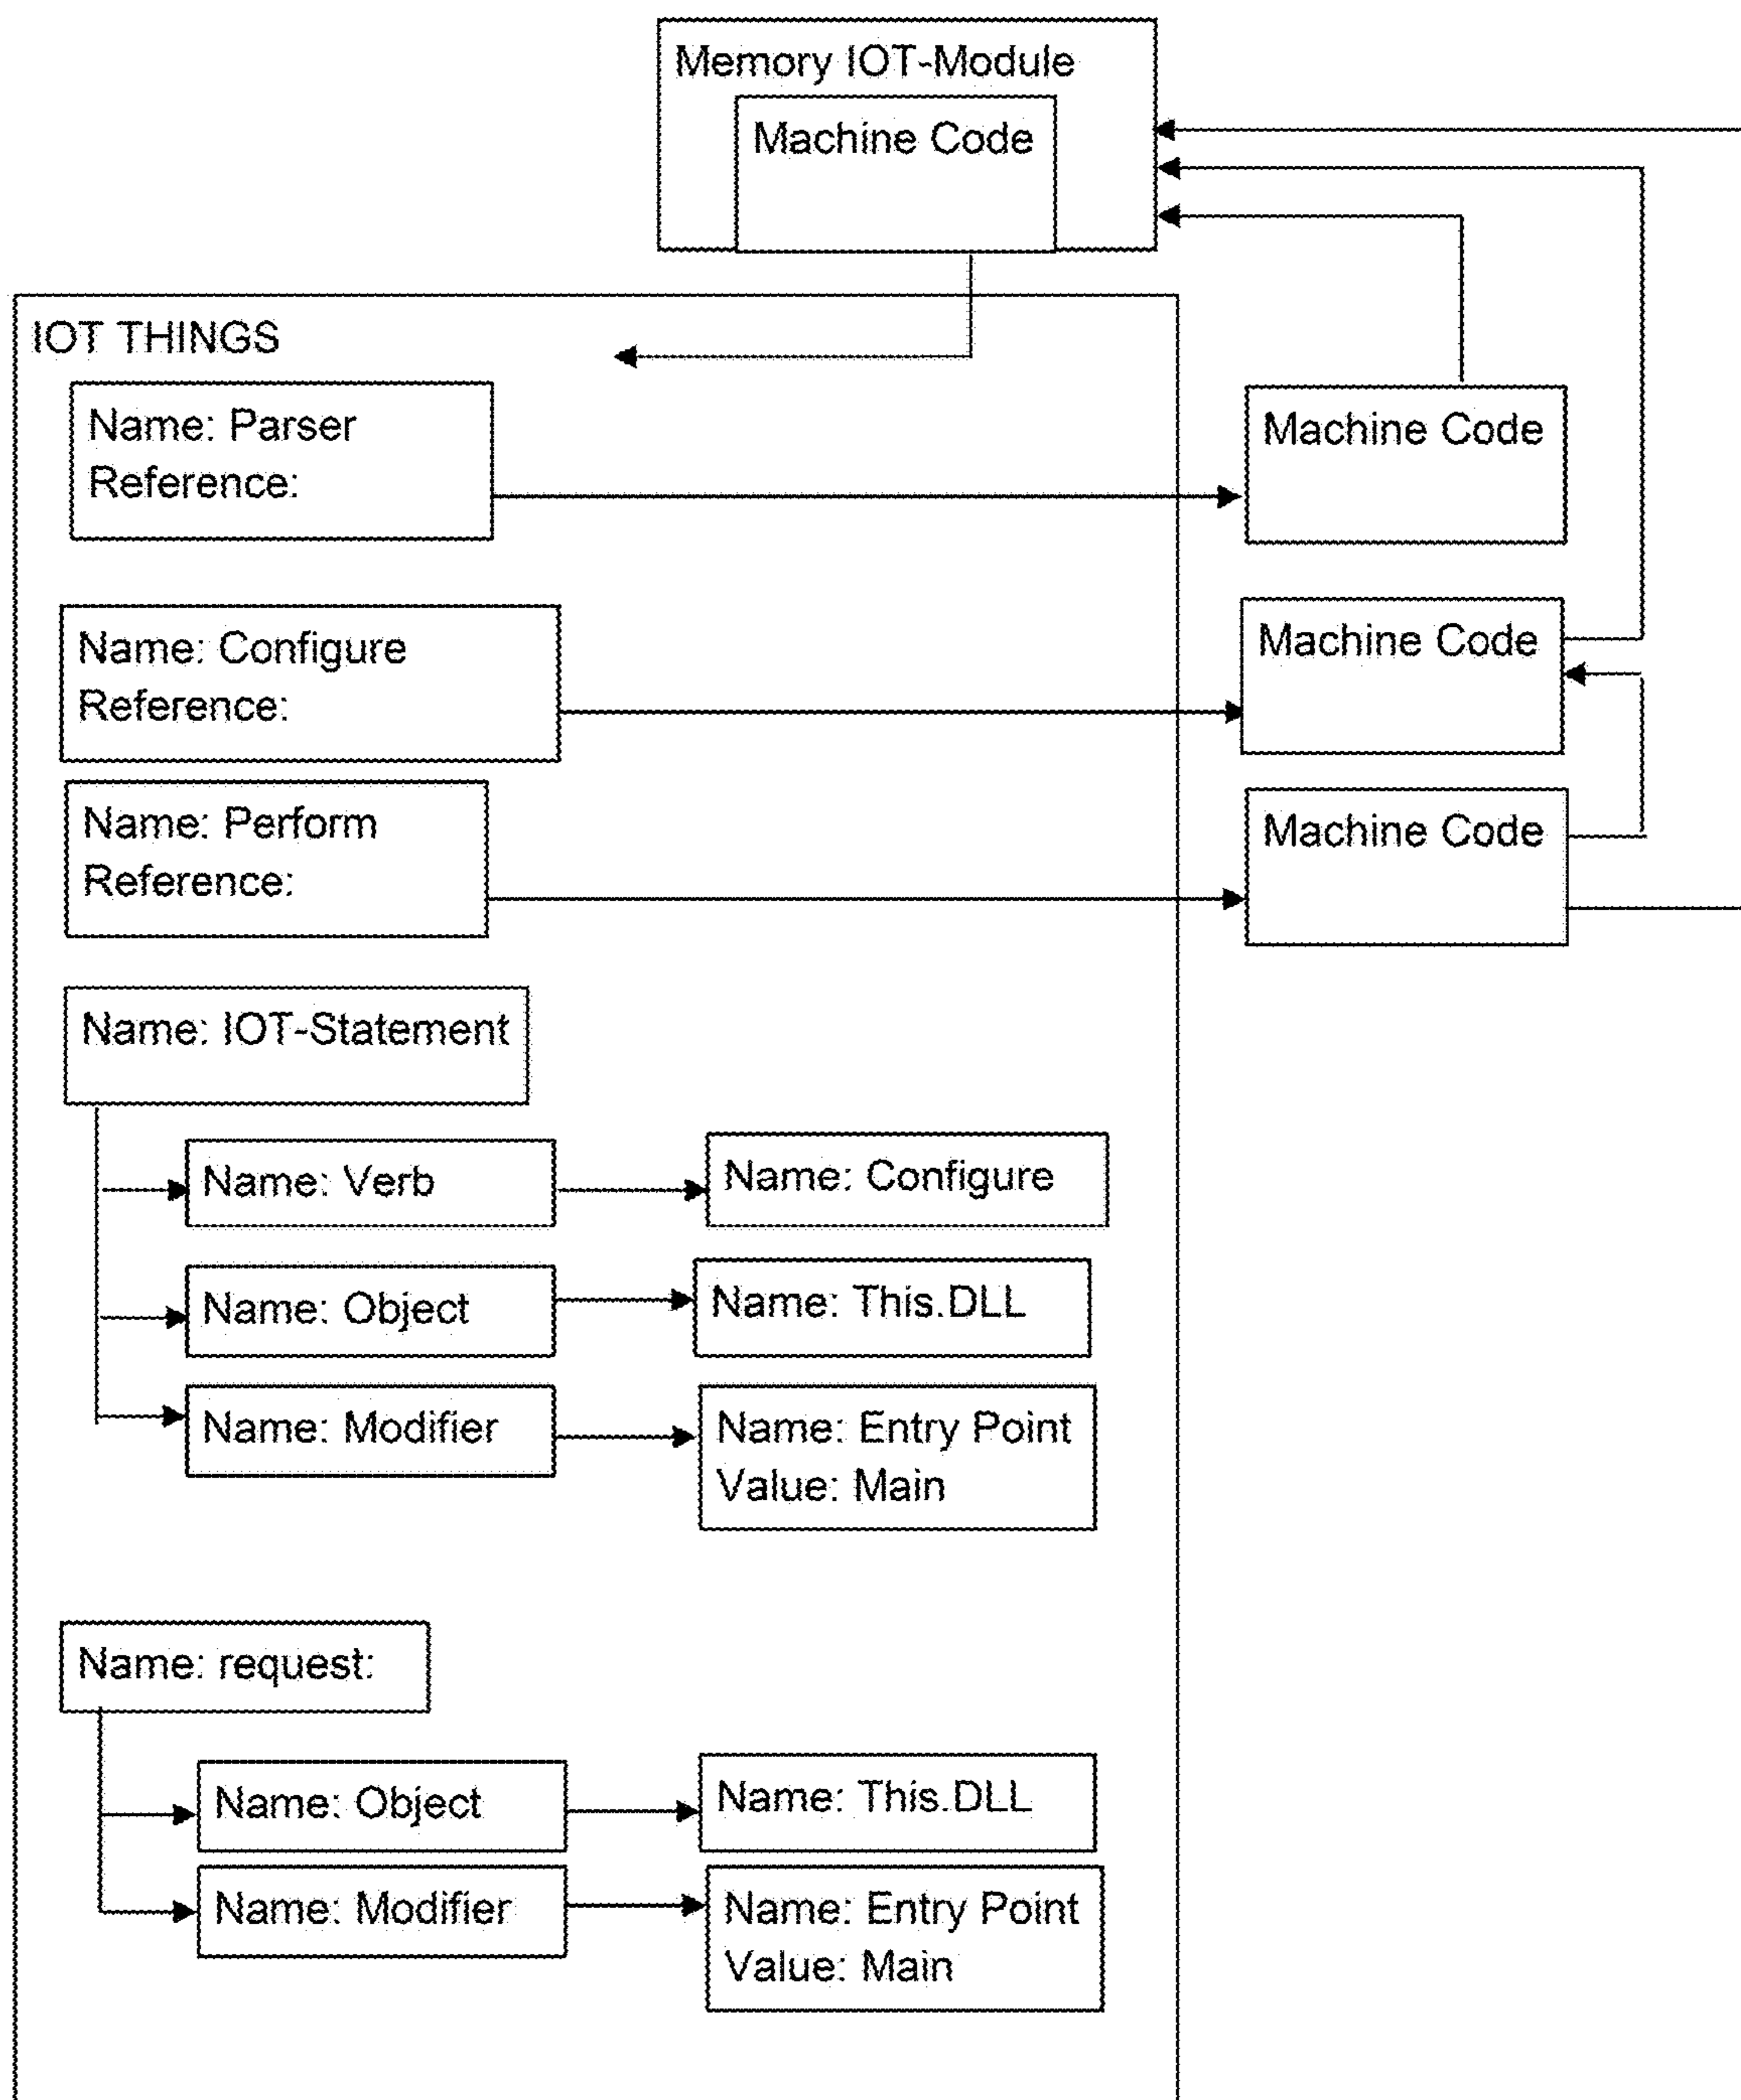 Memory IOT-Module
Machine Code
IOT THINGS
Name: Parser
Reference:
Machine Code
Name: Configure
Reference:
Machine Code
Name: Perform
Reference:
Machine Code
Name: IOT-Statement
Name: Verb
Name: Configure
Name: Object
Name: This.DLL
Name: Modifier
Name: Entry Point
Value: Main
Name: request:
Name: Object
Name: This.DLL
Name: Modifier
Name: Entry Point
Value: Main